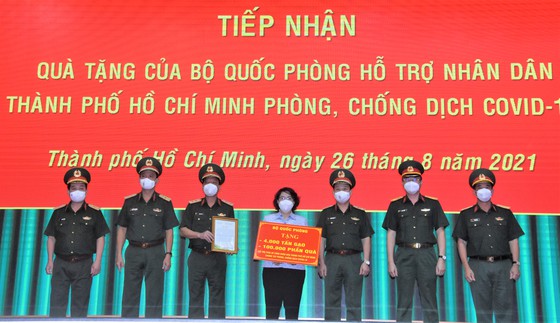 TIẾP NHẬN
QUÀ TẶNG CỦA BỘ QUỐC PHÒNG HỖ TRỢ NHÂN DÂN
THÀNH PHỐ HỒ CHÍ MINH PHÒNG, CHỐNG DỊCH COVID-1
Thành phố Hồ Chí Minh, ngày 26 tháng 8 năm 2021
BỘ QUỐC PHÒNG
TẶNG
- 4.000 TẤN GẠO
- 100.000 PHẦN QUÀ